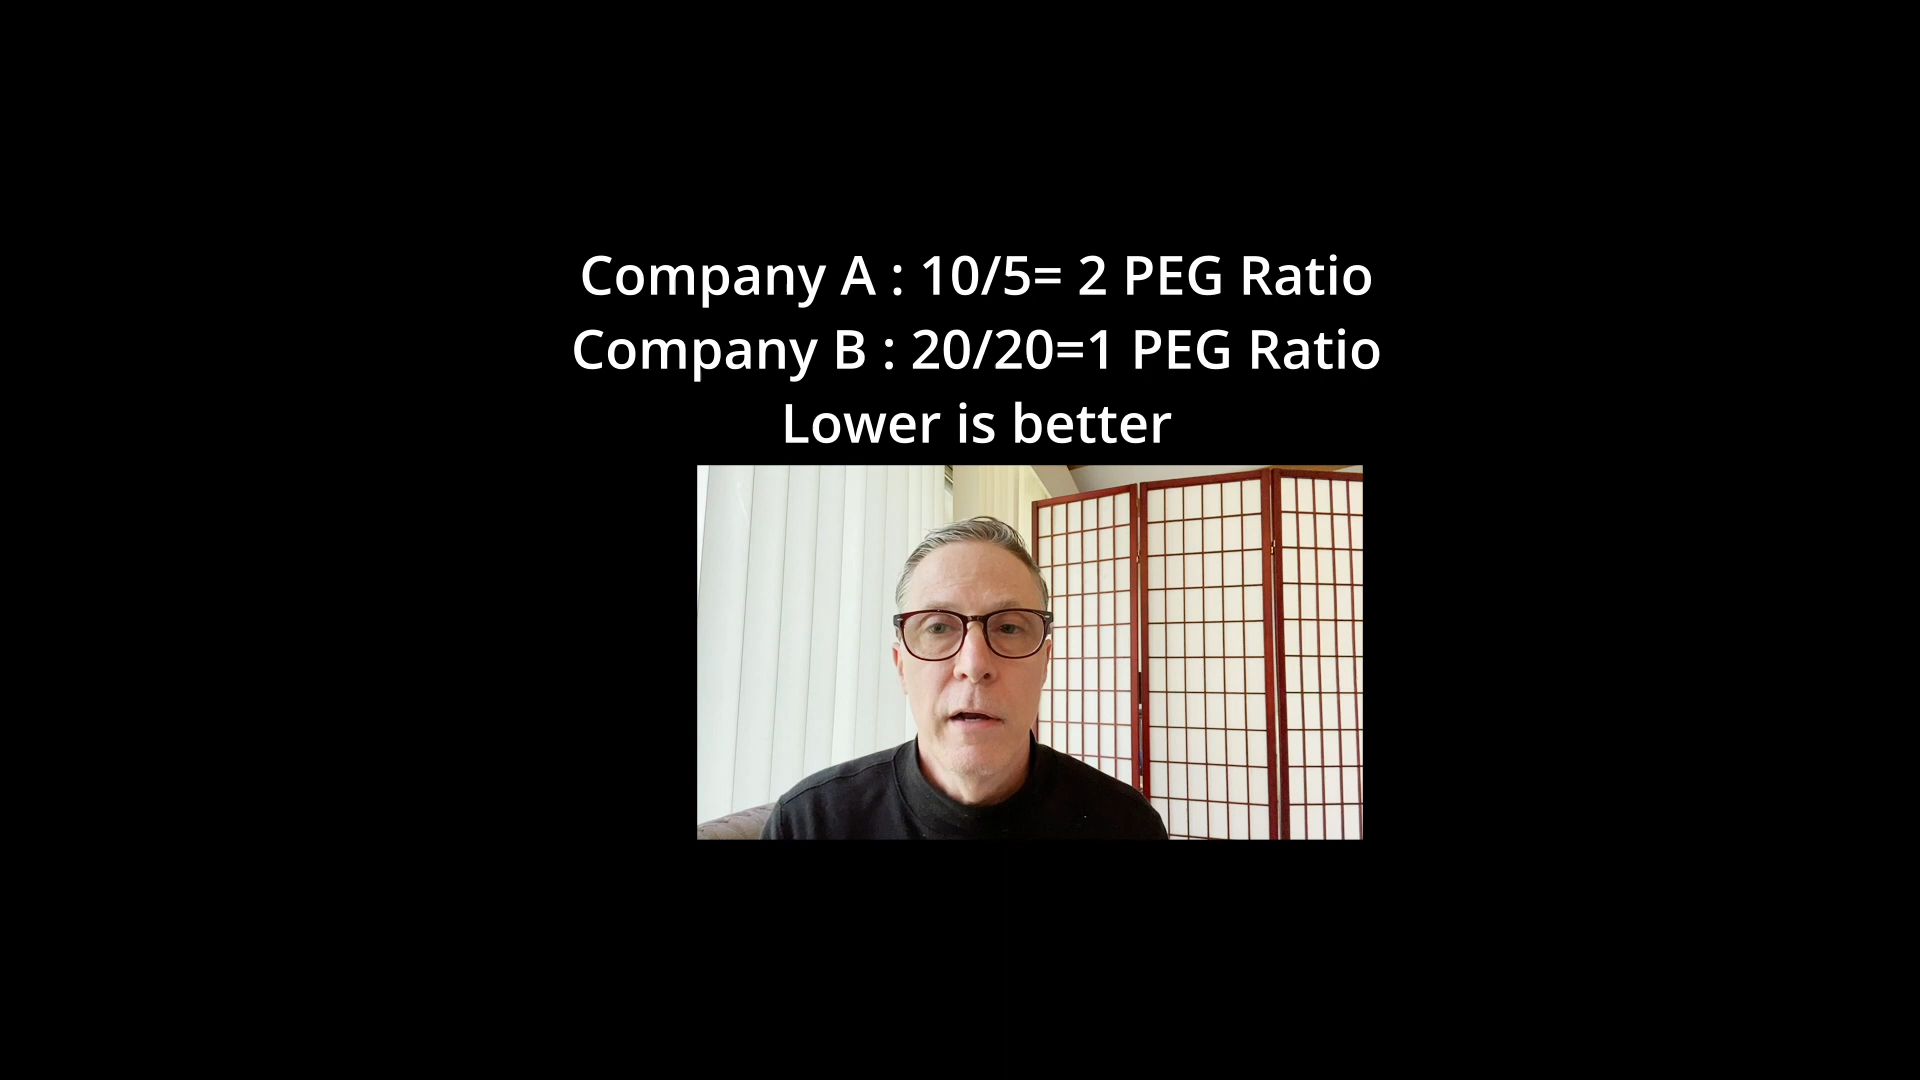 Company A : 10/5= 2 PEG Ratio
Company B : 20/20=1 PEG Ratio
Lower is better